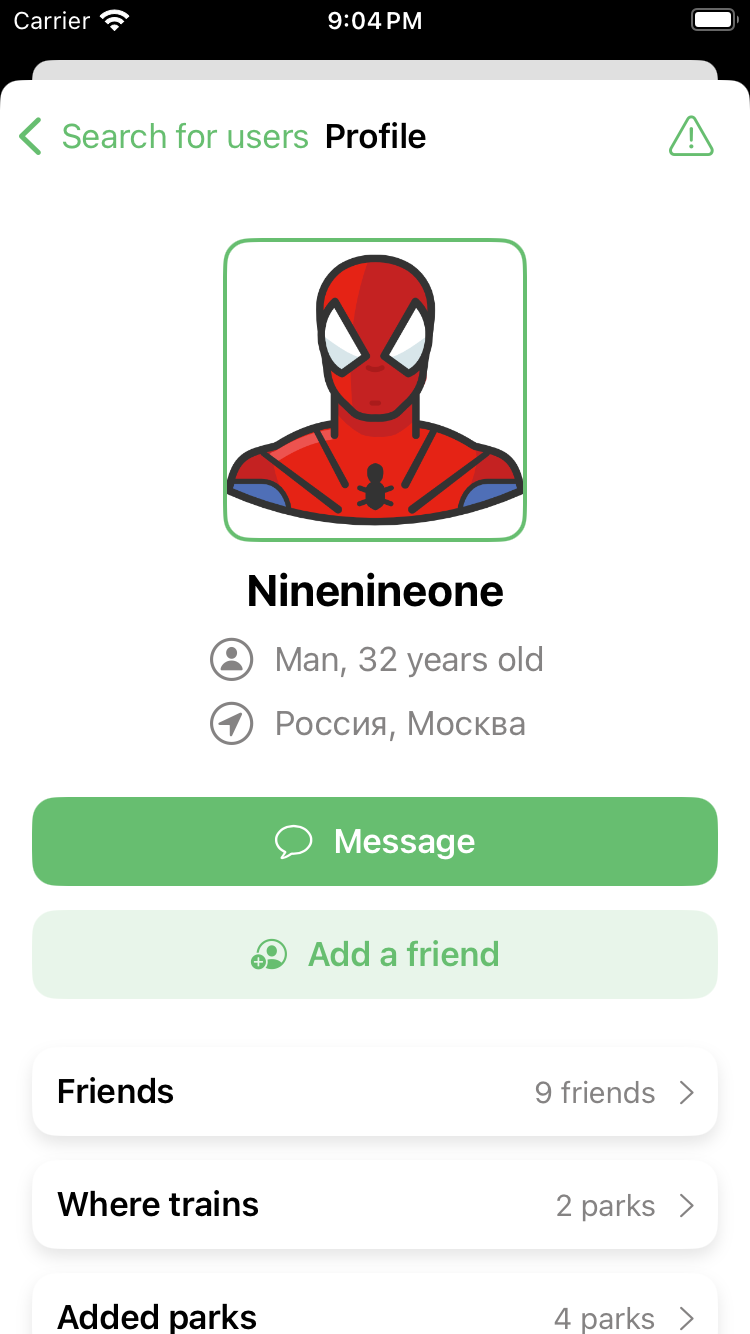 Carrier 9:04 PM
Search for users Profile
Ninenineone
Man, 32 years old
Россия, Москва
Message
Add a friend
Friends 9 friends
Where trains 2 parks
Added parks 4 parks